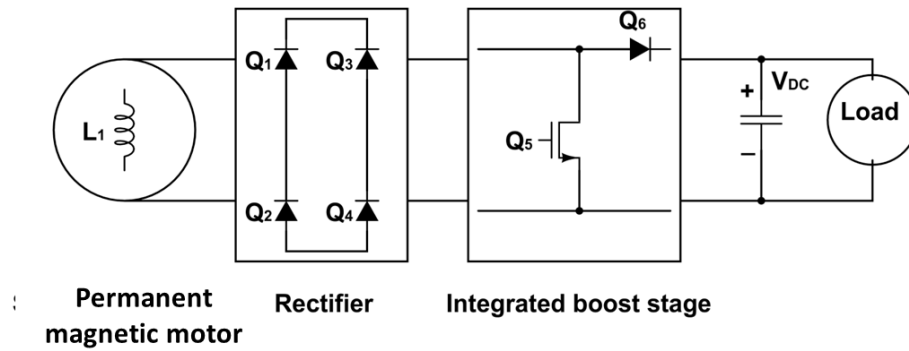 Q6
Q1
Q3
VDC
+
L1
Q5
Load
−
Q2
Q4
Permanent
magnetic motor
Rectifier
Integrated boost stage